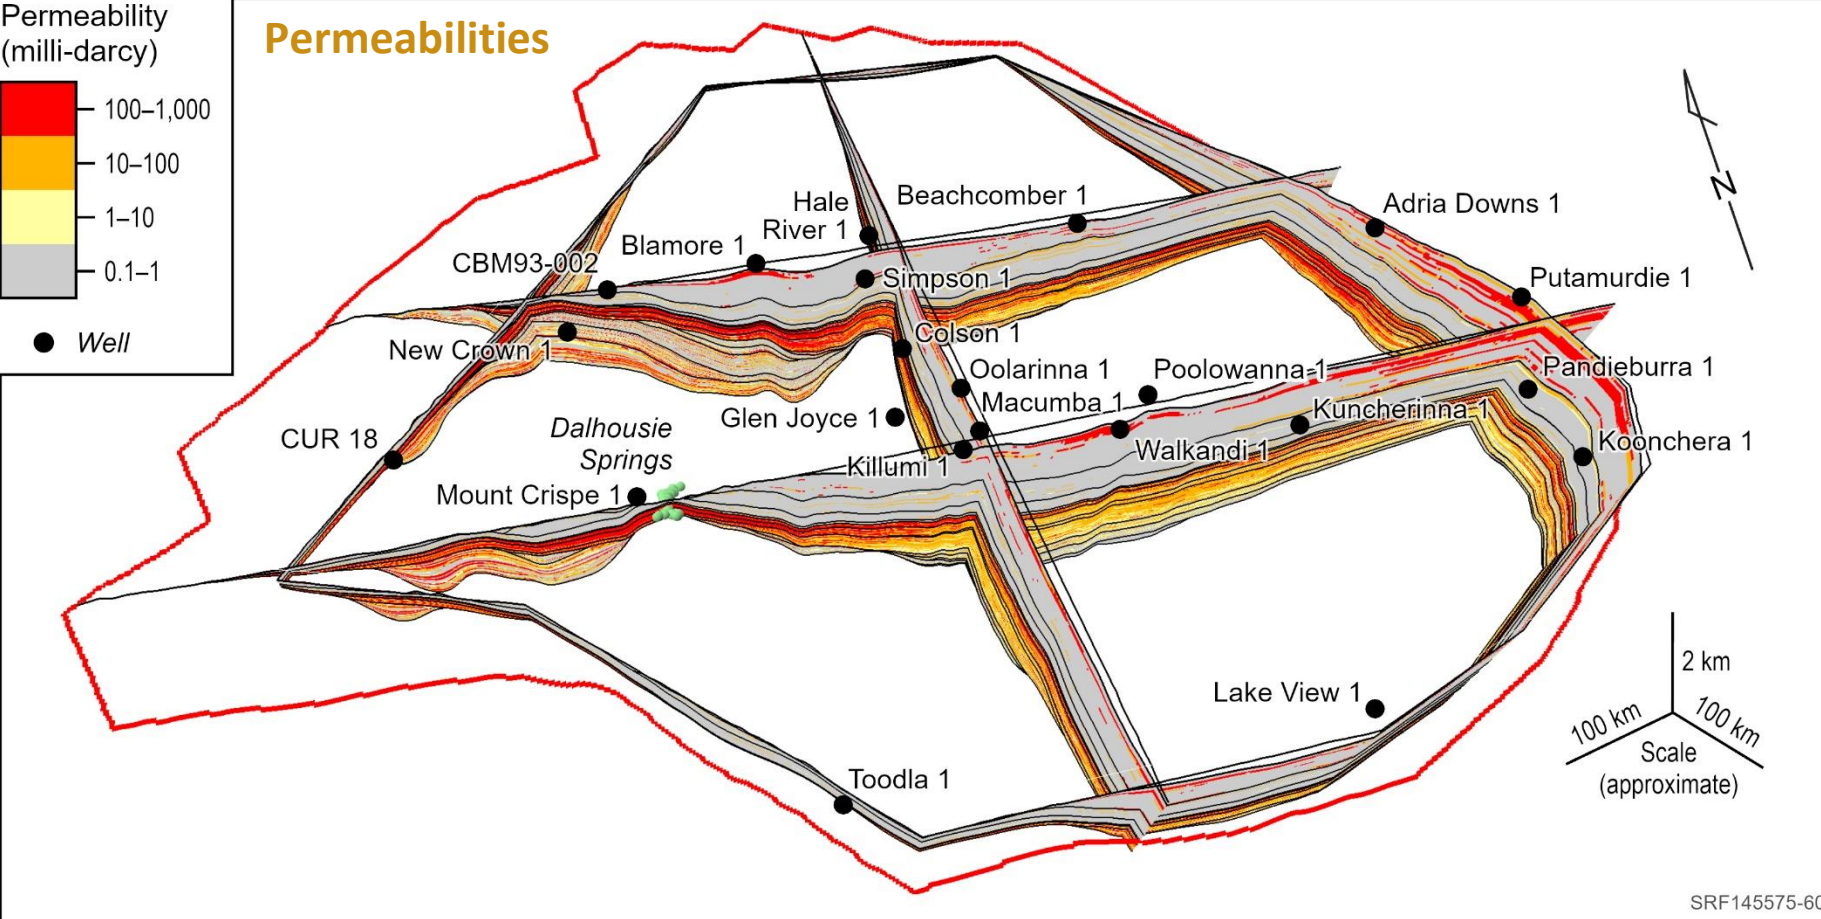 Permeability
(milli-darcy)
100–1,000
10–100
1–10
0.1–1
Well
Permeabilities
Hale
River 1
Beachcomber 1
Adria Downs 1
Blamore 1
CBM93-002
Simpson 1
Putamurdie 1
New Crown 1
Colson 1
Oolarinna 1
Poolowanna 1
Pandieburra 1
Macumba 1
Glen Joyce 1
Kuncherinna 1
CUR 18
Dalhousie
Springs
Killumi 1
Walkandi 1
Koonchera 1
Mount Crispe 1
N
Lake View 1
Toodla 1
2 km
100 km
100 km
Scale
(approximate)
SRF145575-60